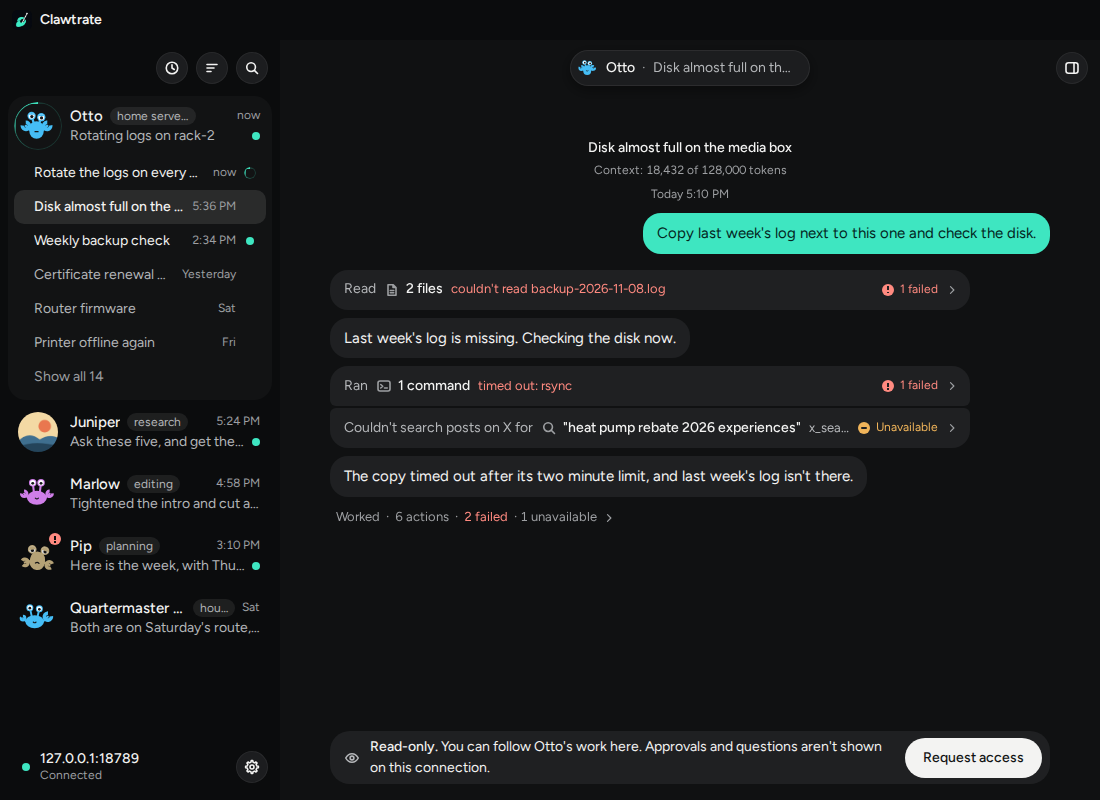 Clawtrate
Otto home serve... now
Rotating logs on rack-2
Rotate the logs on every ... now
Disk almost full on the ... 5:36 PM
Weekly backup check 2:34 PM
Certificate renewal ... Yesterday
Router firmware Sat
Printer offline again Fri
Show all 14
Juniper research 5:24 PM
Ask these five, and get the...
Marlow editing 4:58 PM
Tightened the intro and cut a...
Pip planning 3:10 PM
Here is the week, with Thu...
Quartermaster ... hou... Sat
Both are on Saturday's route,...
127.0.0.1:18789
Connected
Otto · Disk almost full on th...
Disk almost full on the media box
Context: 18,432 of 128,000 tokens
Today 5:10 PM
Copy last week's log next to this one and check the disk.
Read 2 files couldn't read backup-2026-11-08.log 1 failed
Last week's log is missing. Checking the disk now.
Ran 1 command timed out: rsync 1 failed
Couldn't search posts on X for "heat pump rebate 2026 experiences" x_sea... Unavailable
The copy timed out after its two minute limit, and last week's log isn't there.
Worked · 6 actions · 2 failed · 1 unavailable
Read-only. You can follow Otto's work here. Approvals and questions aren't shown
on this connection.
Request access